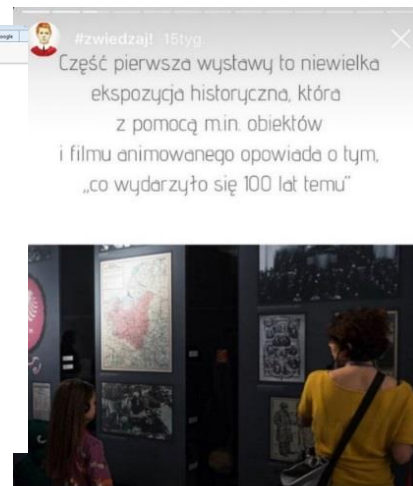 #zwiedzaj! 15tyg.
Część pierwsza wystawy to niewielka
ekspozycja historyczna, która
z pomocą m.in. obiektów
i filmu animowanego opowiada o tym,
„co wydarzyło się 100 lat temu”